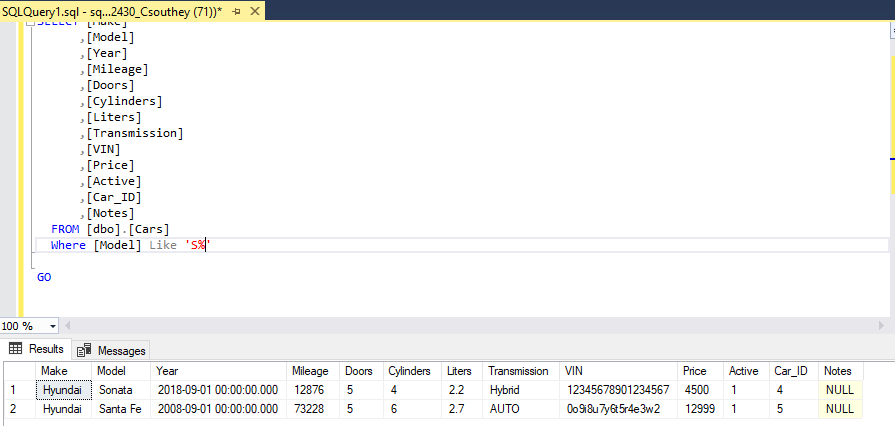 SQLQuery1.sql - sq...2430_Csouthey (71))*
SELECT [Make]
,[Model]
,[Year]
,[Mileage]
,[Doors]
,[Cylinders]
,[Liters]
,[Transmission]
,[VIN]
,[Price]
,[Active]
,[Car_ID]
,[Notes]
FROM [dbo].[Cars]
Where [Model] Like 'S%'
GO
100 %
Results Messages
Make Model Year Mileage Doors Cylinders Liters Transmission VIN Price Active Car_ID Notes
1 Hyundai Sonata 2018-09-01 00:00:00.000 12876 5 4 2.2 Hybrid 12345678901234567 4500 1 4 NULL
2 Hyundai Santa Fe 2008-09-01 00:00:00.000 73228 5 6 2.7 AUTO 0o9i8u7y6t5r4e3w2 12999 1 5 NULL